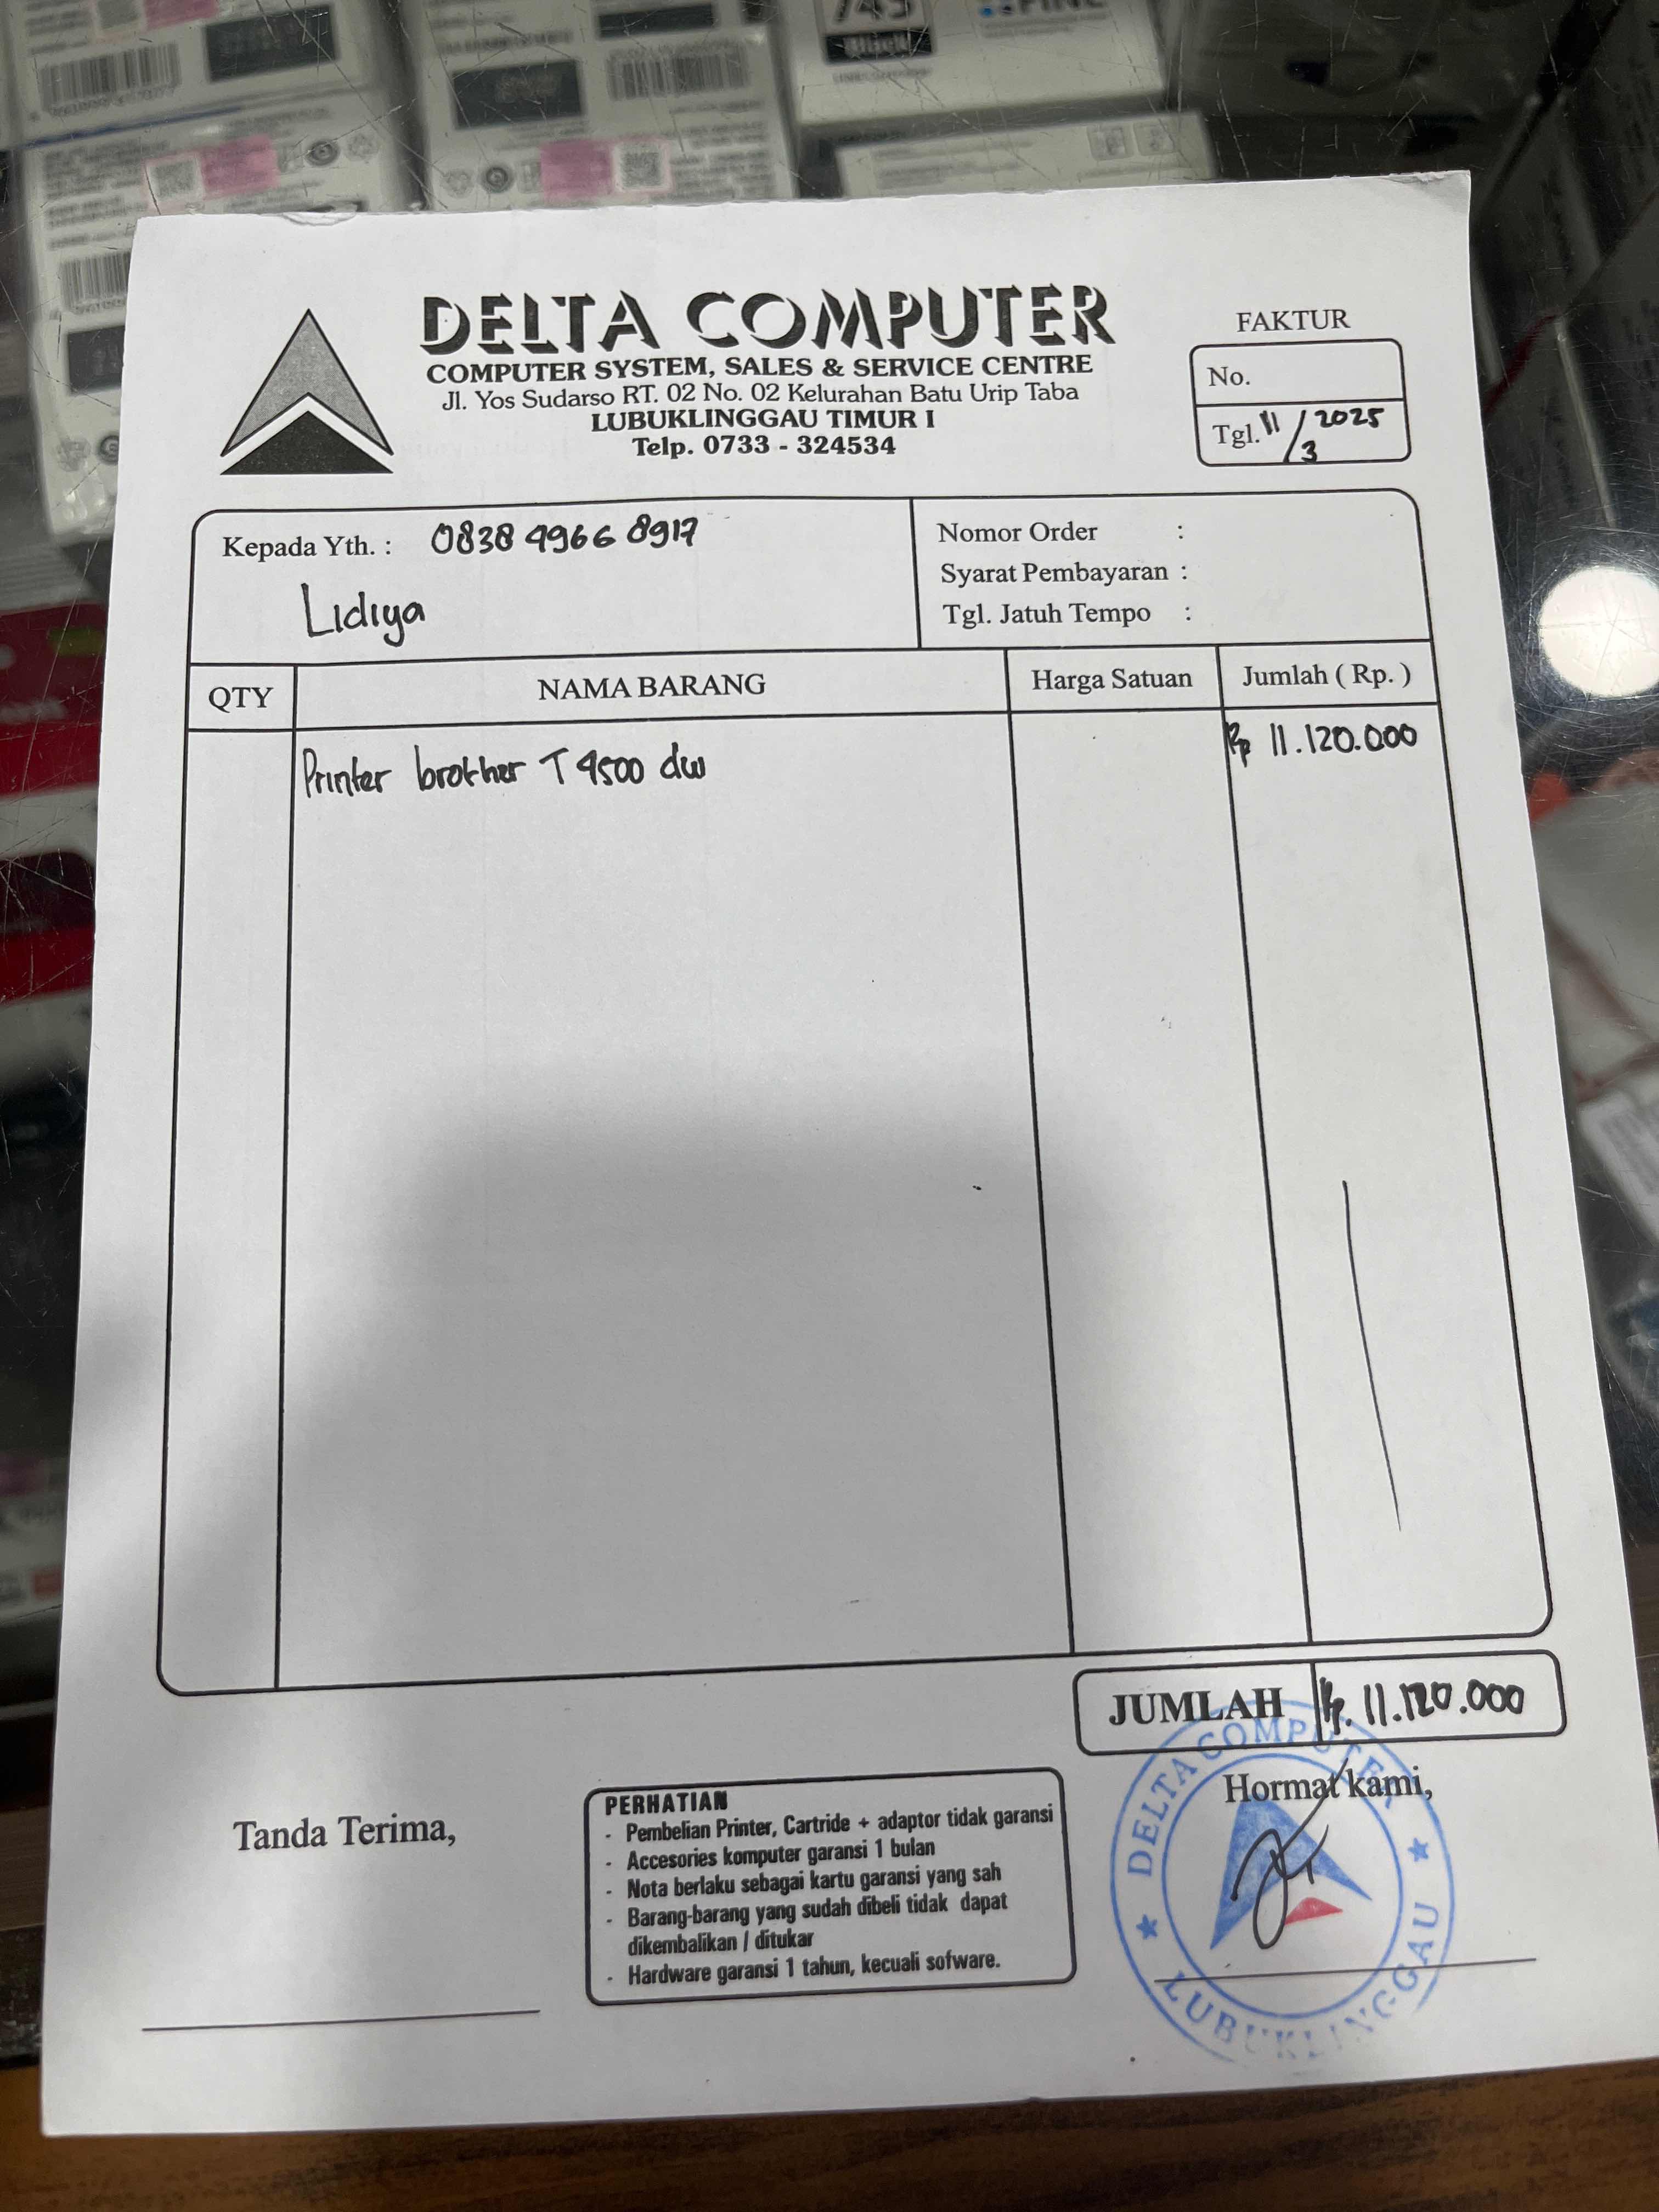 745
Black
DELTA COMPUTER
COMPUTER SYSTEM, SALES & SERVICE CENTRE
Jl. Yos Sudarso RT. 02 No. 02 Kelurahan Batu Urip Taba
LUBUKLINGGAU TIMUR I
Telp. 0733 - 324534
FAKTUR
No.
Tgl. 11/3 2025
Kepada Yth. : 0838 9966 8917
Lidiya
Nomor Order :
Syarat Pembayaran :
Tgl. Jatuh Tempo :
QTY NAMA BARANG Harga Satuan Jumlah ( Rp. )
Printer brother T 4500 dw Rp 11.120.000
JUMLAH Rp. 11.120.000
Tanda Terima,
PERHATIAN
- Pembelian Printer, Cartride + adaptor tidak garansi
- Accesories komputer garansi 1 bulan
- Nota berlaku sebagai kartu garansi yang sah
- Barang-barang yang sudah dibeli tidak dapat
dikembalikan / ditukar
- Hardware garansi 1 tahun, kecuali sofware.
Hormat kami,
DELTA COMPUTER
LUBUKLINGGAU